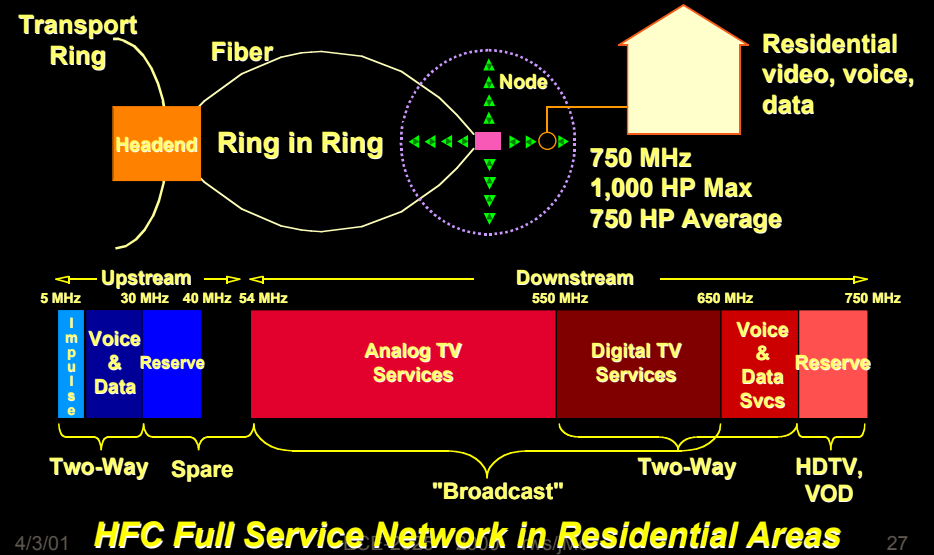 Transport
Ring
Fiber
Node
Headend
Ring in Ring
Residential
video, voice,
data
750 MHz
1,000 HP Max
750 HP Average
Upstream
Downstream
5 MHz
30 MHz
40 MHz
54 MHz
550 MHz
650 MHz
750 MHz
Impulse
Voice
&
Data
Reserve
Analog TV
Services
Digital TV
Services
Voice
&
Data
Svcs
Reserve
Two-Way
Spare
"Broadcast"
Two-Way
HDTV,
VOD
HFC Full Service Network in Residential Areas
4/3/01
27